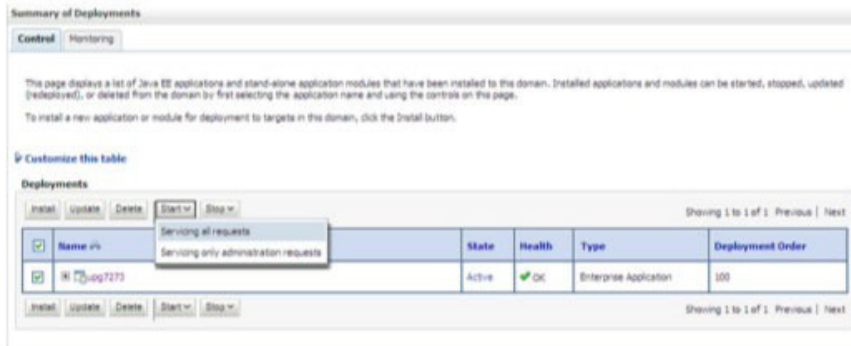 Summary of Deployments
Control Monitoring
This page displays a list of Java EE applications and stand-alone application modules that have been installed to this domain. Installed applications and modules can be started, stopped, updated
(redeployed), or deleted from the domain by first selecting the application name and using the controls on this page.
To install a new application or module for deployment to targets in this domain, click the Install button.
Customize this table
Deployments
Install Update Delete Start Stop Showing 1 to 1 of 1 Previous | Next
Servicing all requests
Servicing only administration requests
Name State Health Type Deployment Order
upg7273 Active OK Enterprise Application 100
Install Update Delete Start Stop Showing 1 to 1 of 1 Previous | Next